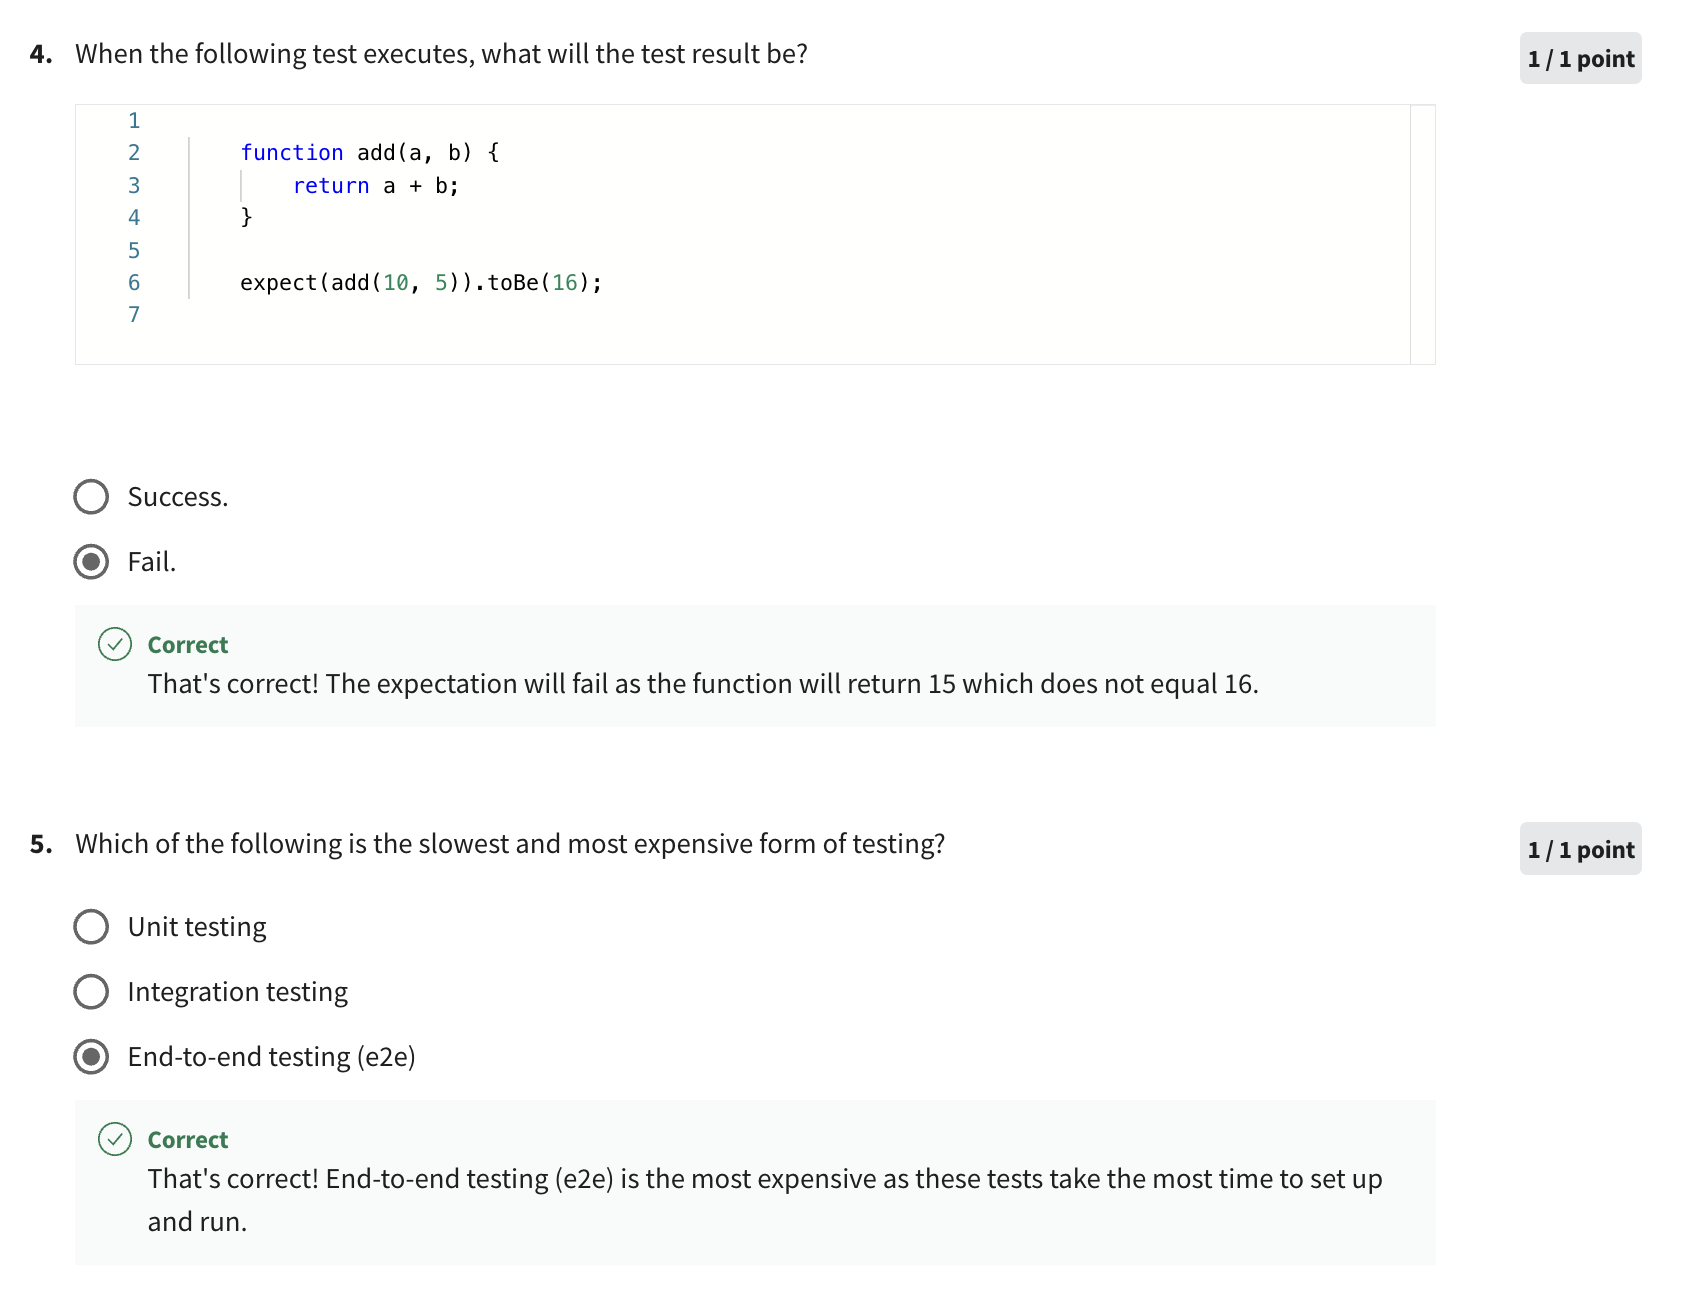 4. When the following test executes, what will the test result be?
1 / 1 point
1
2 function add(a, b) {
3 return a + b;
4 }
5
6 expect(add(10, 5)).toBe(16);
7
Success.
Fail.
Correct
That's correct! The expectation will fail as the function will return 15 which does not equal 16.
5. Which of the following is the slowest and most expensive form of testing?
1 / 1 point
Unit testing
Integration testing
End-to-end testing (e2e)
Correct
That's correct! End-to-end testing (e2e) is the most expensive as these tests take the most time to set up
and run.